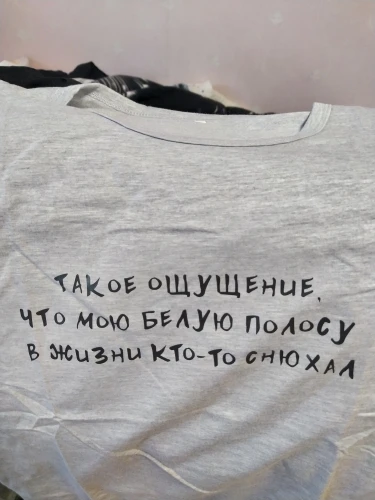 ТАКОЕ ОЩУЩЕНИЕ,
ЧТО МОЮ БЕЛУЮ ПОЛОСУ
В ЖИЗНИ КТО-ТО СНЮХАЛ